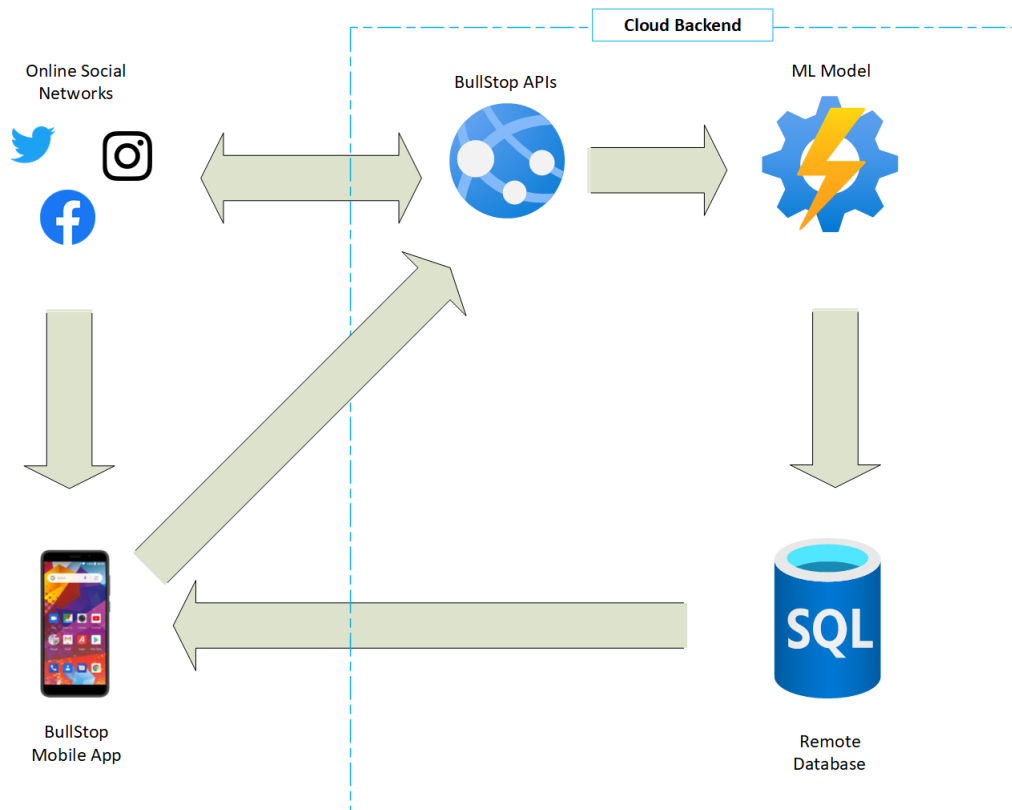 Cloud Backend
Online Social
Networks
BullStop APIs
ML Model
SQL
BullStop
Mobile App
Remote
Database